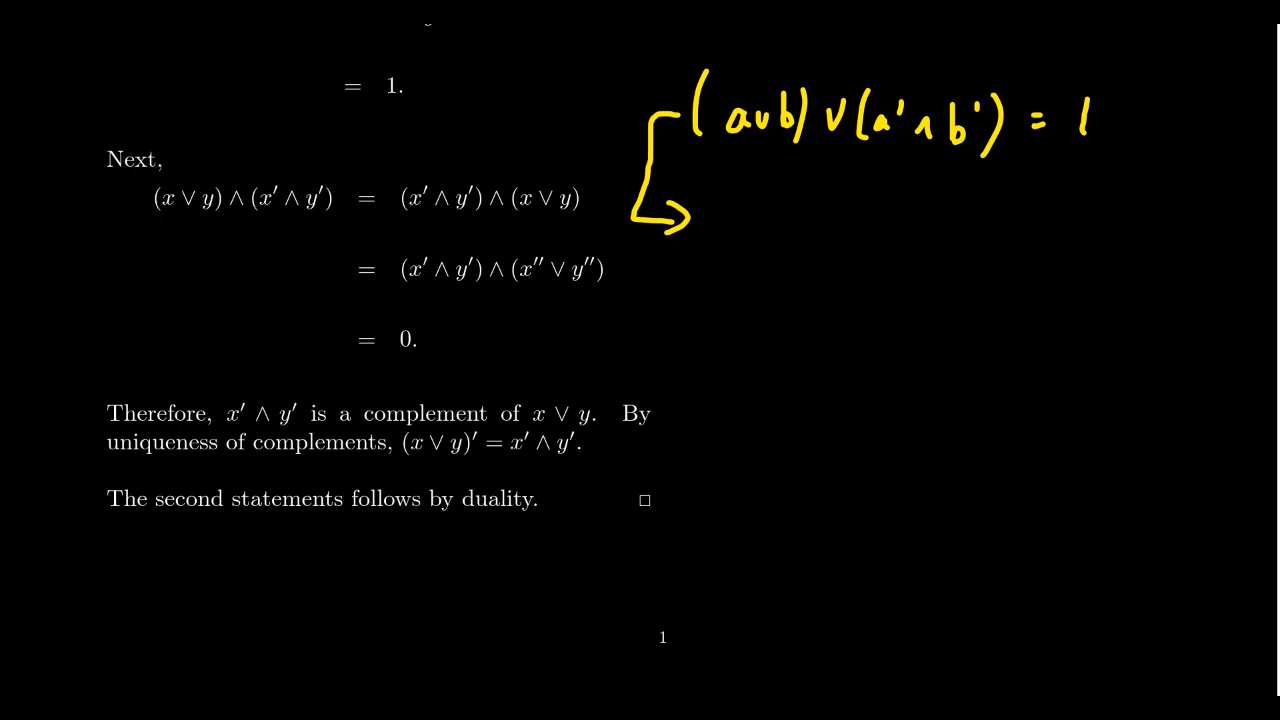 = 1.
(a∨b) ∨ (a′ ∧ b′) = 1
Next,
(x ∨ y) ∧ (x′ ∧ y′) = (x′ ∧ y′) ∧ (x ∨ y)
= (x′ ∧ y′) ∧ (x′′ ∨ y′′)
= 0.
Therefore, x′ ∧ y′ is a complement of x ∨ y. By
uniqueness of complements, (x ∨ y)′ = x′ ∧ y′.
The second statements follows by duality. □
1